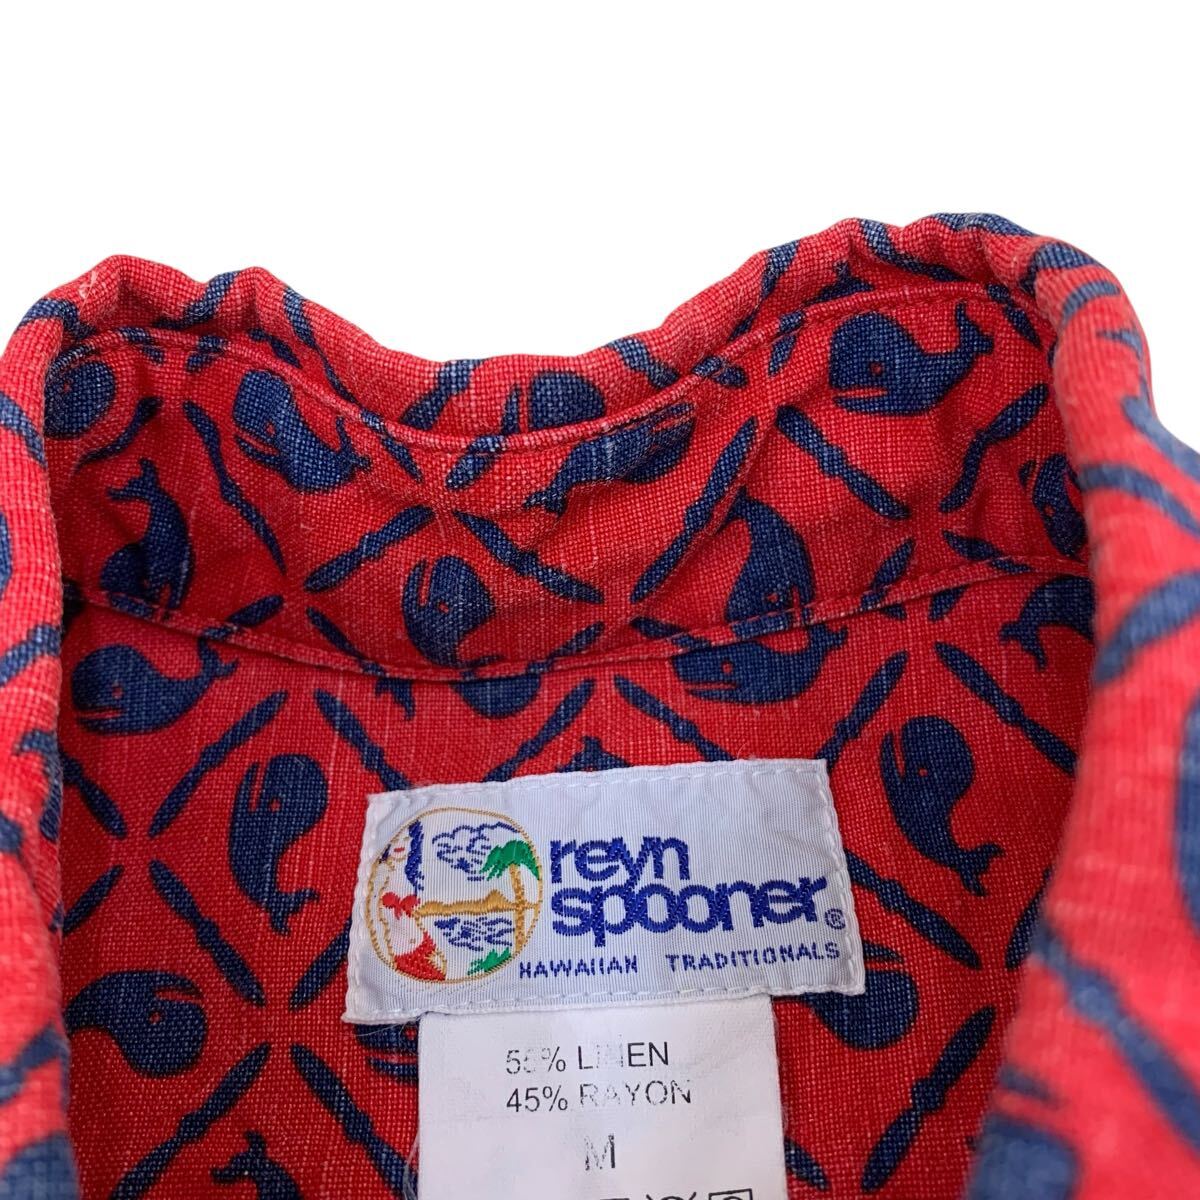 reyn
spooner®
HAWAIIAN TRADITIONALS
55% LINEN
45% RAYON
M